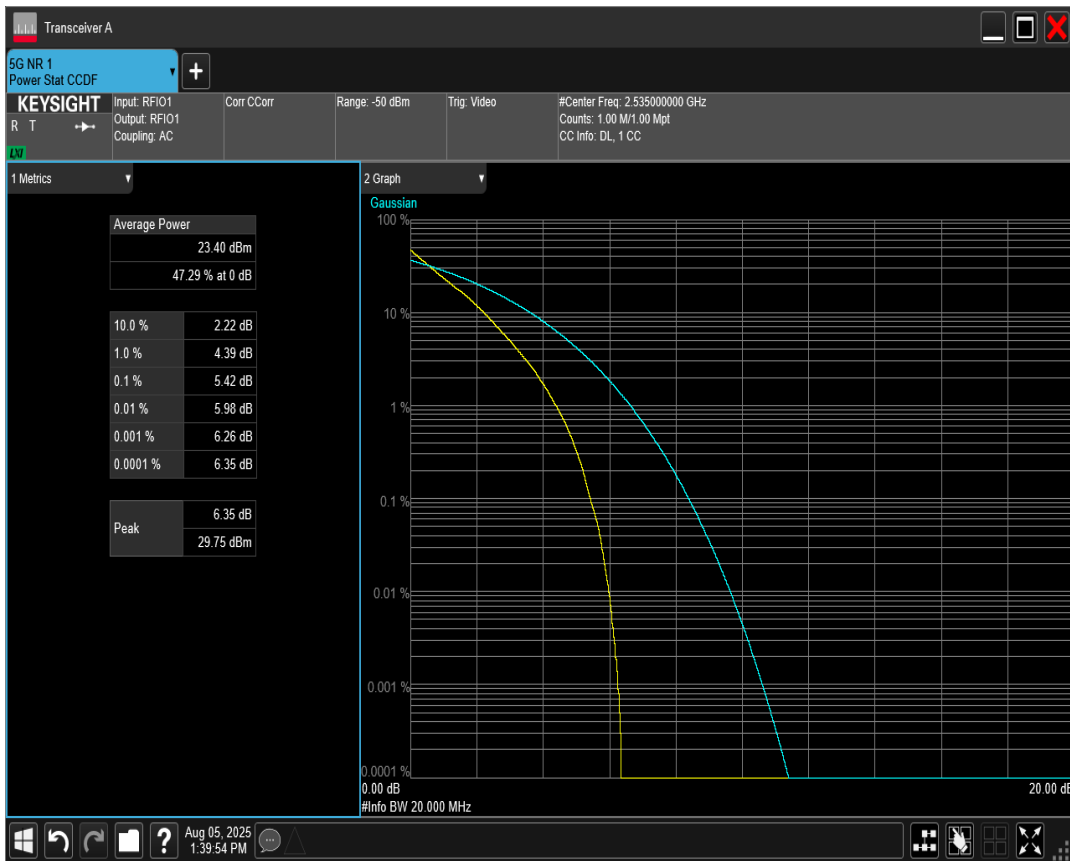 Transceiver A
5G NR 1
Power Stat CCDF
KEYSIGHT
R T
LXI
Input: RFIO1
Output: RFIO1
Coupling: AC
Corr CCorr
Range: -50 dBm
Trig: Video
#Center Freq: 2.535000000 GHz
Counts: 1.00 M/1.00 Mpt
CC Info: DL, 1 CC
1 Metrics
Average Power
23.40 dBm
47.29 % at 0 dB
10.0 % 2.22 dB
1.0 % 4.39 dB
0.1 % 5.42 dB
0.01 % 5.98 dB
0.001 % 6.26 dB
0.0001 % 6.35 dB
Peak
6.35 dB
29.75 dBm
2 Graph
Gaussian
100 %
10 %
1 %
0.1 %
0.01 %
0.001 %
0.0001 %
0.00 dB
20.00 dB
#Info BW 20.000 MHz
Aug 05, 2025
1:39:54 PM